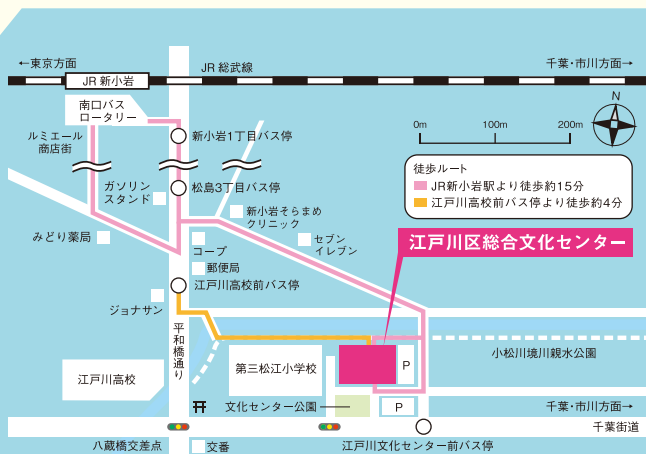 ←東京方面
JR 総武線
千葉・市川方面→
JR 新小岩
南口バス
ロータリー
N
0m
100m
200m
ルミエール
商店街
新小岩1丁目バス停
徒歩ルート
JR新小岩駅より徒歩約15分
江戸川高校前バス停より徒歩約4分
ガソリン
スタンド
松島3丁目バス停
新小岩そらまめ
クリニック
みどり薬局
コープ
セブン
イレブン
江戸川区総合文化センター
郵便局
江戸川高校前バス停
ジョナサン
平和橋通り
第三松江小学校
P
小松川境川親水公園
江戸川高校
文化センター公園
P
千葉・市川方面→
千葉街道
八蔵橋交差点
交番
江戸川文化センター前バス停